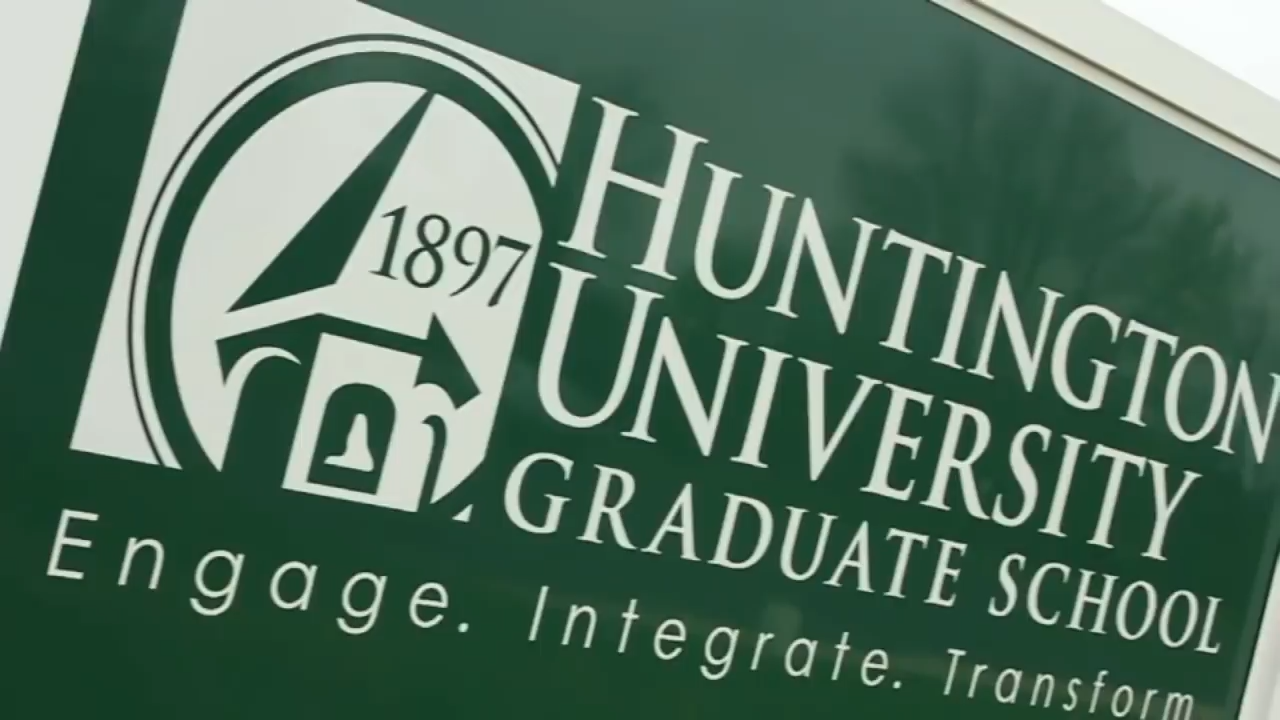 1897
HUNTINGTON
UNIVERSITY
GRADUATE SCHOOL
Engage. Integrate. Transform